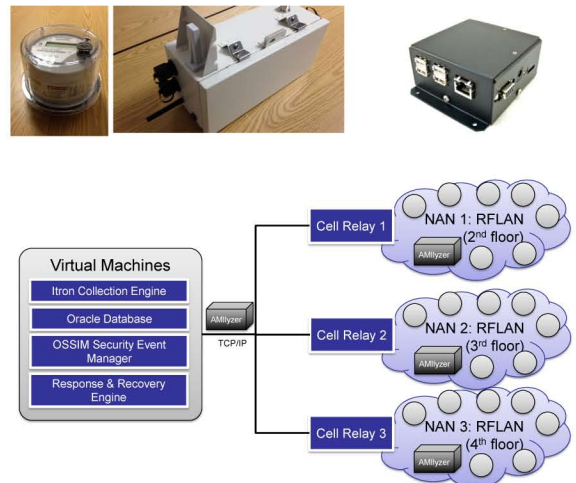 Virtual Machines
Itron Collection Engine
Oracle Database
OSSIM Security Event
Manager
Response & Recovery
Engine
AMIlyzer
TCP/IP
Cell Relay 1
NAN 1: RFLAN
(2nd floor)
AMIlyzer
Cell Relay 2
NAN 2: RFLAN
(3rd floor)
AMIlyzer
Cell Relay 3
NAN 3: RFLAN
(4th floor)
AMIlyzer